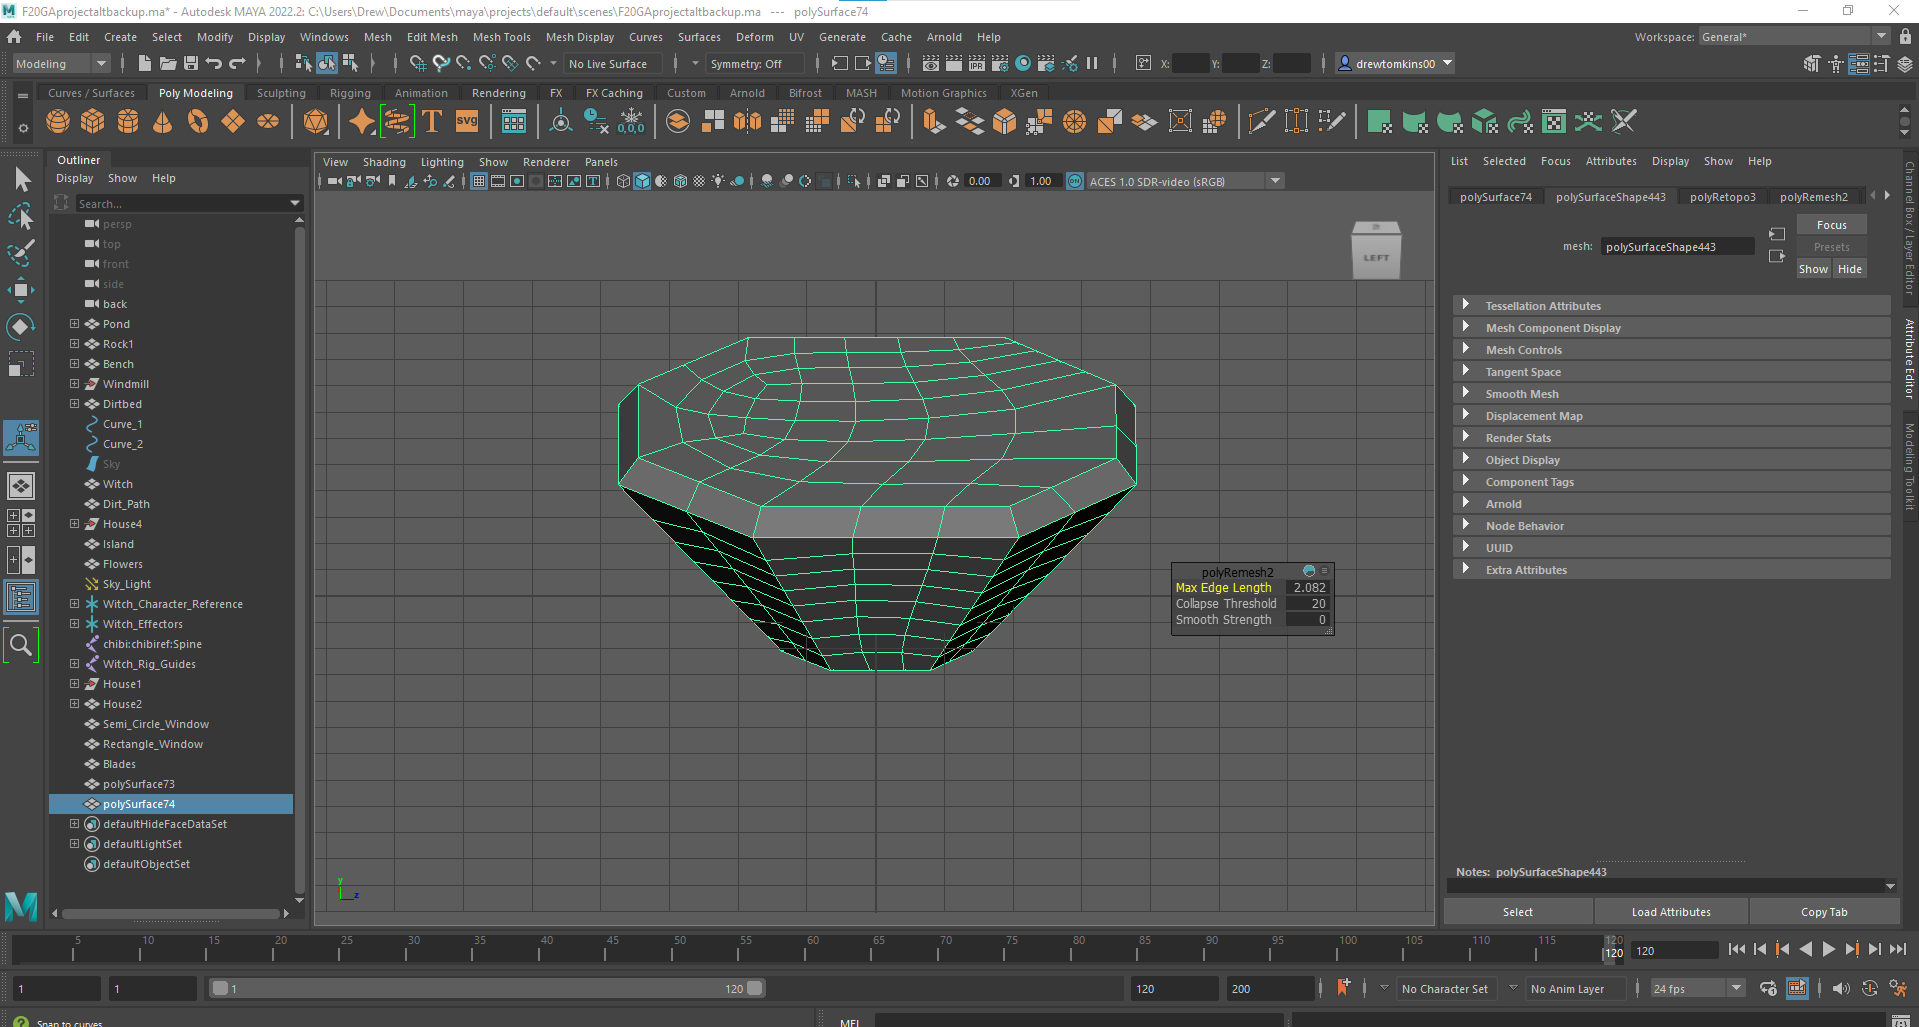 F20GAprojectaltbackup.ma* - Autodesk MAYA 2022.2: C:\Users\Drew\Documents\maya\projects\default\scenes\F20GAprojectaltbackup.ma --- polySurface74
File Edit Create Select Modify Display Windows Mesh Edit Mesh Mesh Tools Mesh Display Curves Surfaces Deform UV Generate Cache Arnold Help Workspace: General*
Modeling No Live Surface Symmetry: Off IPR X: Y: Z: drewtomkins00
Curves / Surfaces Poly Modeling Sculpting Rigging Animation Rendering FX FX Caching Custom Arnold Bifrost MASH Motion Graphics XGen
T svg 0,0,0
Outliner
Display Show Help
Search...
persp
top
front
side
back
Pond
Rock1
Bench
Windmill
Dirtbed
Curve_1
Curve_2
Sky
Witch
Dirt_Path
House4
Island
Flowers
Sky_Light
Witch_Character_Reference
Witch_Effectors
chibi:chibiref:Spine
Witch_Rig_Guides
House1
House2
Semi_Circle_Window
Rectangle_Window
Blades
polySurface73
polySurface74
defaultHideFaceDataSet
defaultLightSet
defaultObjectSet
View Shading Lighting Show Renderer Panels
0.00 1.00 ON ACES 1.0 SDR-video (sRGB)
LEFT
polyRemesh2
Max Edge Length 2.082
Collapse Threshold 20
Smooth Strength 0
y
z
List Selected Focus Attributes Display Show Help
polySurface74 polySurfaceShape443 polyRetopo3 polyRemesh2
mesh: polySurfaceShape443
Focus
Presets
Show Hide
Tessellation Attributes
Mesh Component Display
Mesh Controls
Tangent Space
Smooth Mesh
Displacement Map
Render Stats
Object Display
Component Tags
Arnold
Node Behavior
UUID
Extra Attributes
Notes: polySurfaceShape443
Select Load Attributes Copy Tab
Channel Box / Layer Editor
Attribute Editor
Modeling Toolkit
5 10 15 20 25 30 35 40 45 50 55 60 65 70 75 80 85 90 95 100 105 110 115 120
120 120
1 1 1 120 120 200 No Character Set No Anim Layer 24 fps
Snap to curves MEL